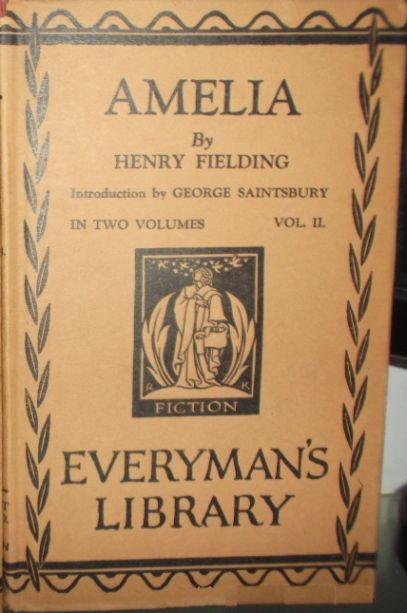 AMELIA
By
HENRY FIELDING
Introduction by GEORGE SAINTSBURY
IN TWO VOLUMES VOL. II.
R K
FICTION
EVERYMAN'S
LIBRARY